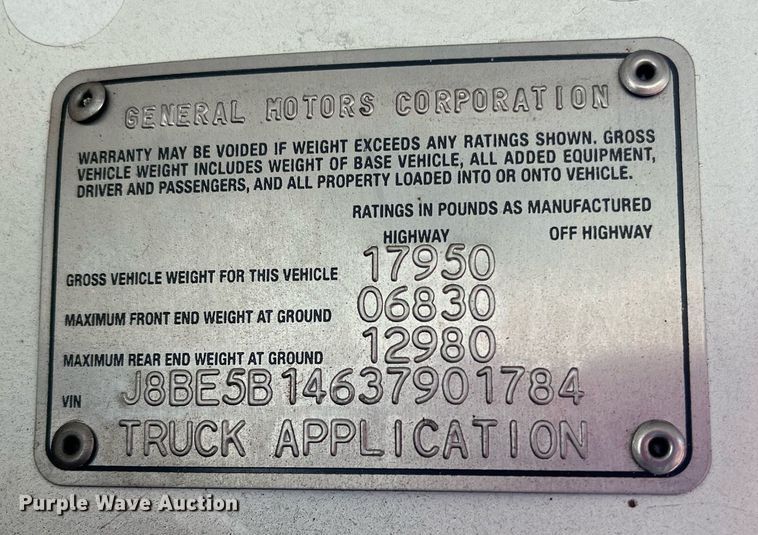 GENERAL MOTORS CORPORATION
WARRANTY MAY BE VOIDED IF WEIGHT EXCEEDS ANY RATINGS SHOWN. GROSS
VEHICLE WEIGHT INCLUDES WEIGHT OF BASE VEHICLE, ALL ADDED EQUIPMENT,
DRIVER AND PASSENGERS, AND ALL PROPERTY LOADED INTO OR ONTO VEHICLE.
RATINGS IN POUNDS AS MANUFACTURED
HIGHWAY OFF HIGHWAY
GROSS VEHICLE WEIGHT FOR THIS VEHICLE 17950
MAXIMUM FRONT END WEIGHT AT GROUND 06830
MAXIMUM REAR END WEIGHT AT GROUND 12980
VIN J8BE5B14637901784
TRUCK APPLICATION
Purple Wave Auction